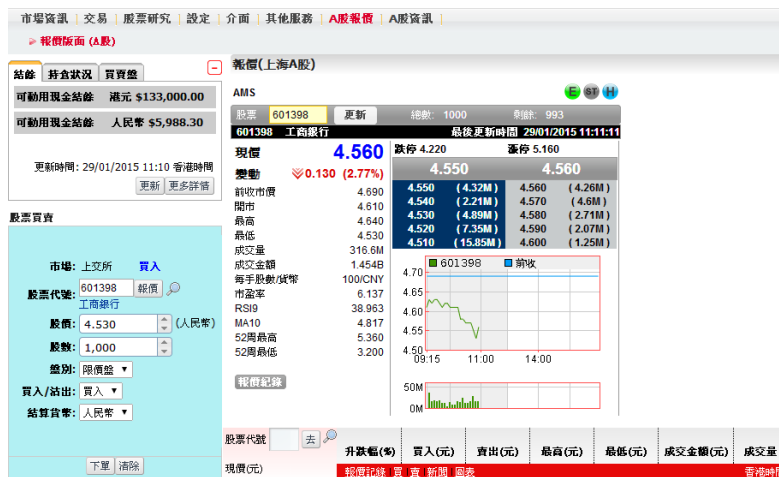 市場資訊 交易 股票研究 設定 介面 其他服務 A股報價 A股資訊
報價版面 (A股)
結餘 持倉狀況 買賣盤
可動用現金結餘 港元 $133,000.00
可動用現金結餘 人民幣 $5,988.30
更新時間: 29/01/2015 11:10 香港時間
更新 更多詳情
股票買賣
市場: 上交所 買入
股票代號: 601398 報價
工商銀行
股價: 4.530 (人民幣)
股數: 1,000
盤別: 限價盤
買入/沽出: 買入
結算貨幣: 人民幣
下單 清除
報價(上海A股)
AMS E ST H
股票 601398 更新 總數: 1000 剩餘: 993
601398 工商銀行 最後更新時間 29/01/2015 11:11:11
現價 4.560
變動 0.130 (2.77%)
前收市價 4.690
開市 4.610
最高 4.640
最低 4.530
成交量 316.6M
成交金額 1.454B
每手股數/貨幣 100/CNY
市盈率 6.137
RSI9 38.963
MA10 4.817
52周最高 5.360
52周最低 3.200
報價紀錄
跌停 4.220 漲停 5.160
4.550 4.560
4.550 (4.32M) 4.560 (4.26M)
4.540 (2.21M) 4.570 (4.6M)
4.530 (4.89M) 4.580 (2.71M)
4.520 (7.35M) 4.590 (2.07M)
4.510 (15.85M) 4.600 (1.25M)
601398 前收
4.70
4.65
4.60
4.55
4.50
09:15 11:00 14:00
50M
0M
股票代號 去
升跌幅(%) 買入(元) 賣出(元) 最高(元) 最低(元) 成交金額(元) 成交量
現價(元)
報價記錄 買 賣 新聞 圖表 香港時